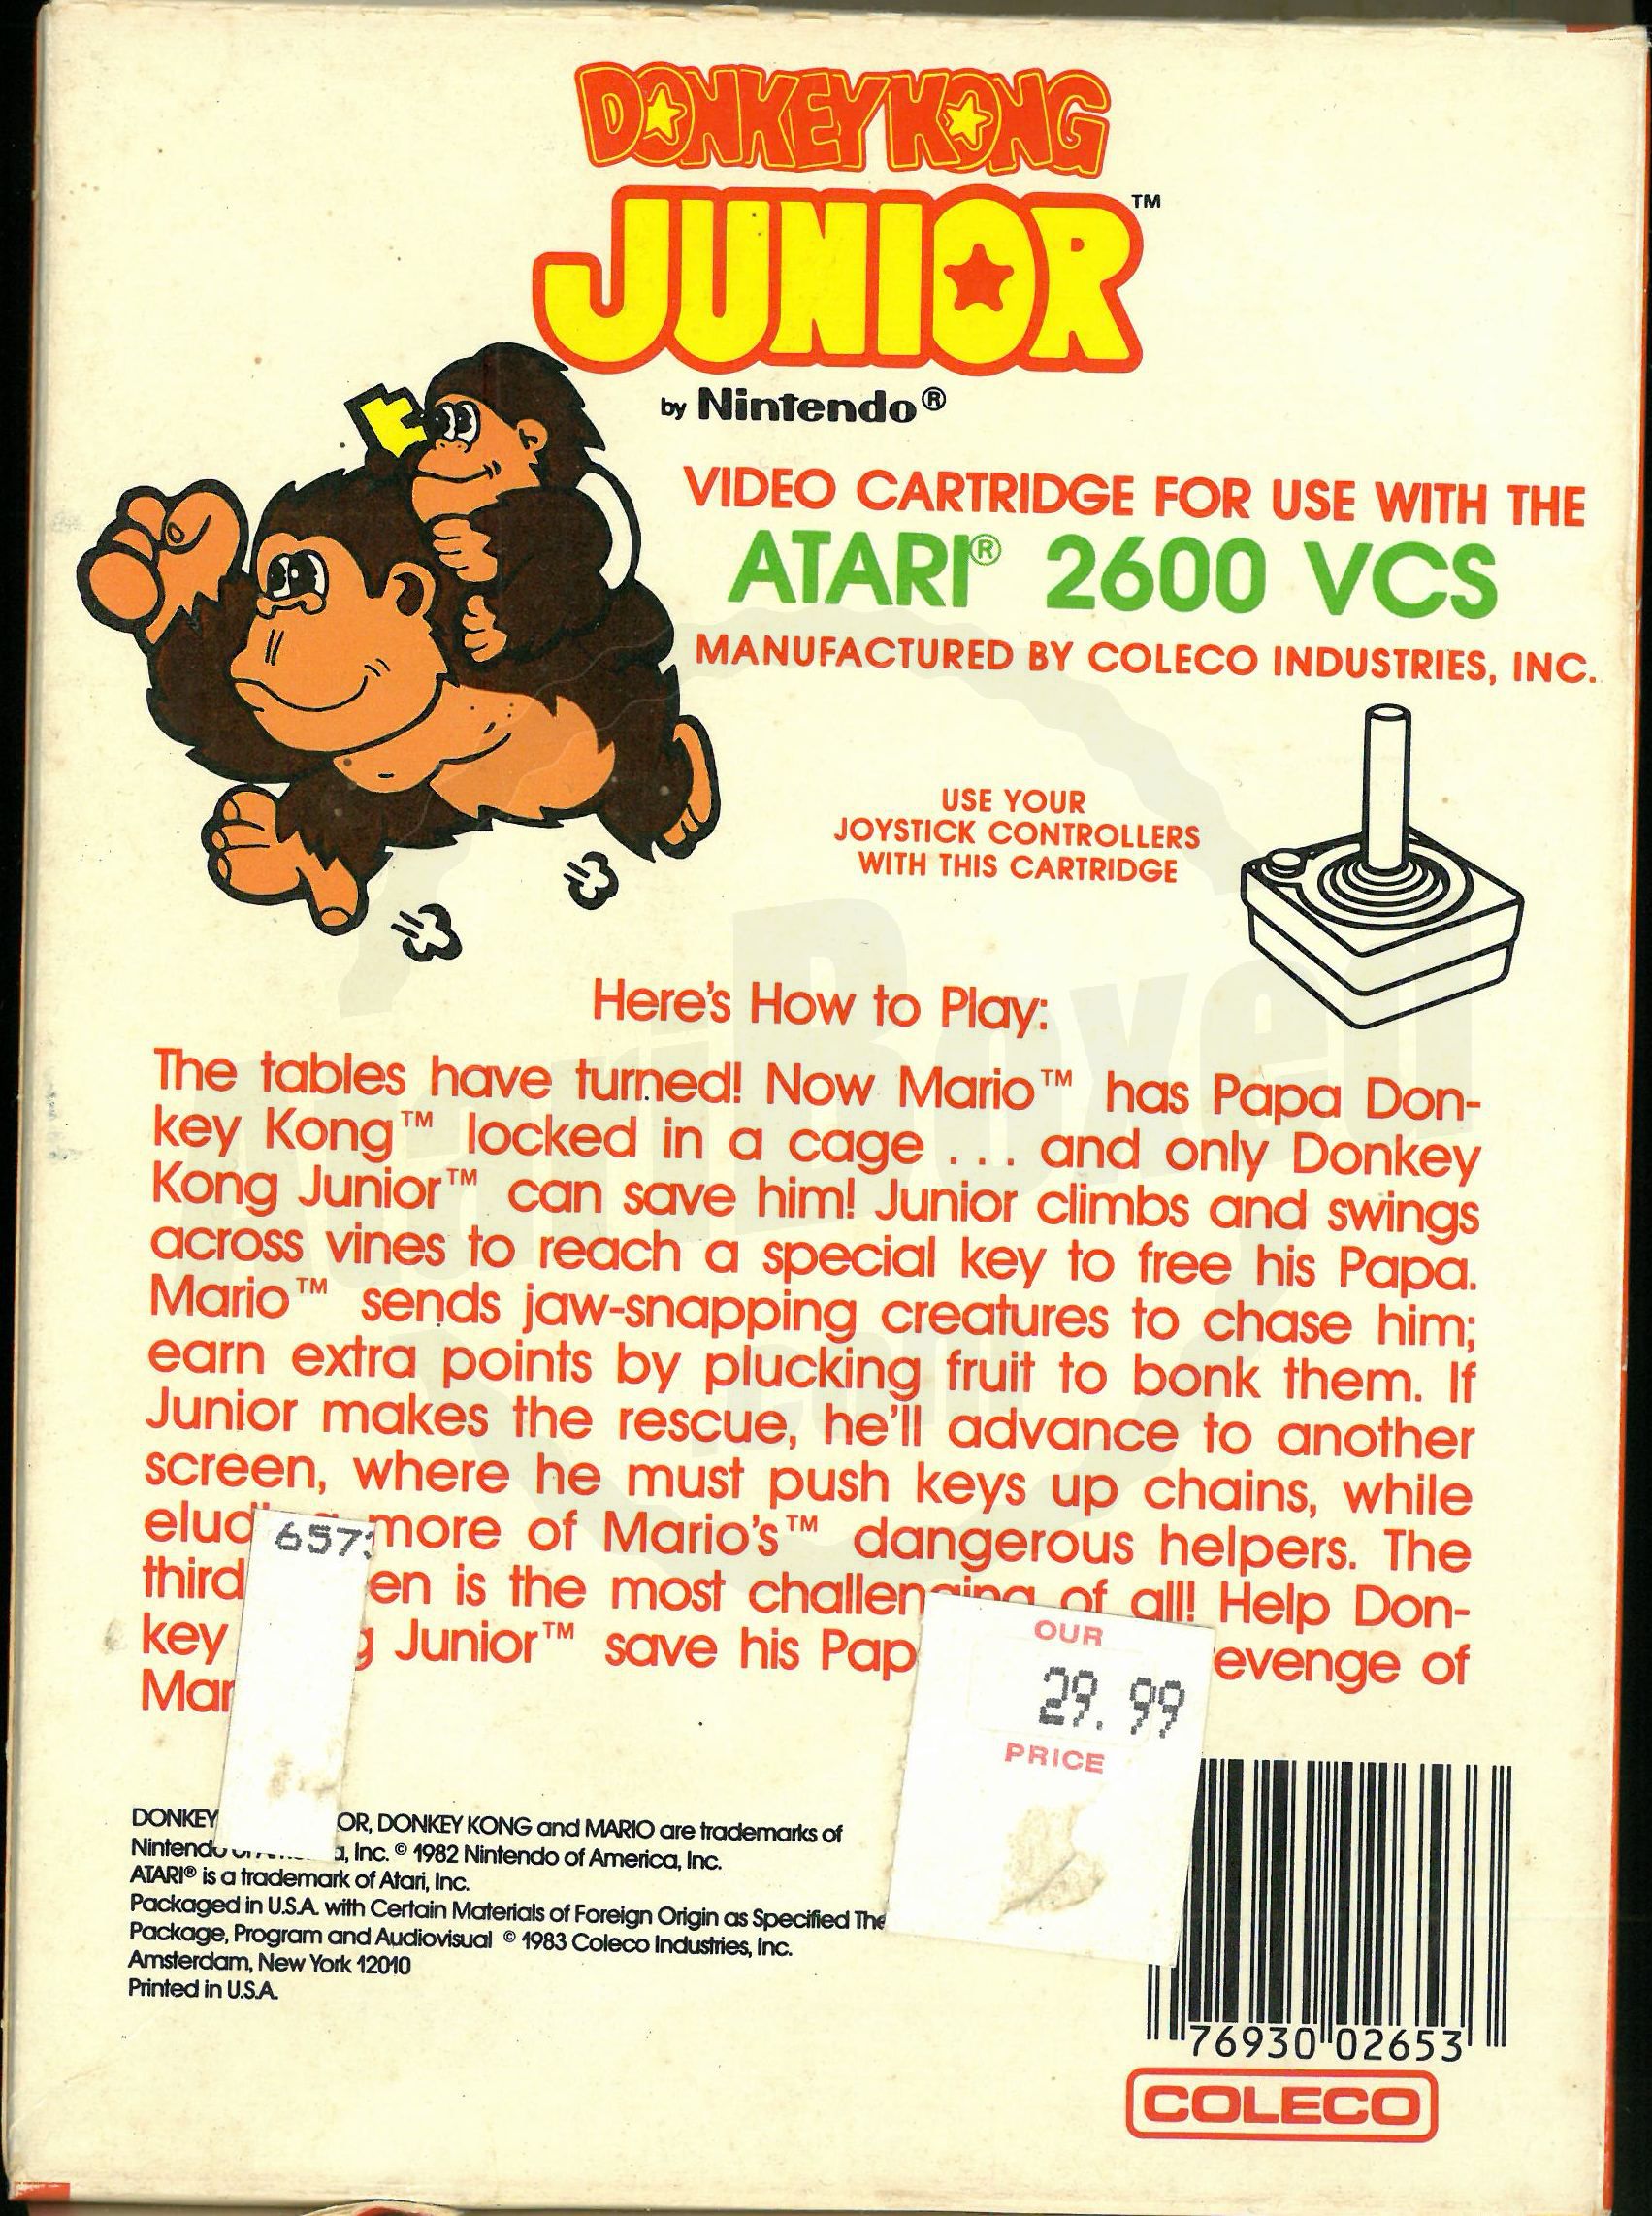 DONKEY KONG
JUNIOR™
by Nintendo®
VIDEO CARTRIDGE FOR USE WITH THE
ATARI® 2600 VCS
MANUFACTURED BY COLECO INDUSTRIES, INC.
USE YOUR
JOYSTICK CONTROLLERS
WITH THIS CARTRIDGE
Here's How to Play:
The tables have turned! Now Mario™ has Papa Don-
key Kong™ locked in a cage ... and only Donkey
Kong Junior™ can save him! Junior climbs and swings
across vines to reach a special key to free his Papa.
Mario™ sends jaw-snapping creatures to chase him;
earn extra points by plucking fruit to bonk them. If
Junior makes the rescue, he'll advance to another
screen, where he must push keys up chains, while
more of Mario's™ dangerous helpers. The
third is the most challenging of all! Help Don-
key Junior™ save his of
657
OUR
29.99
PRICE
DONKEY DONKEY KONG and MARIO are trademarks of
Nintendo Inc. © 1982 Nintendo of America, Inc.
ATARI® is a trademark of Atari, Inc.
Packaged in U.S.A. with Certain Materials of Foreign Origin as Specified
Package, Program and Audiovisual © 1983 Coleco Industries, Inc.
Amsterdam, New York 12010
Printed in U.S.A.
76930 02653
COLECO
AtariBoxed
.com